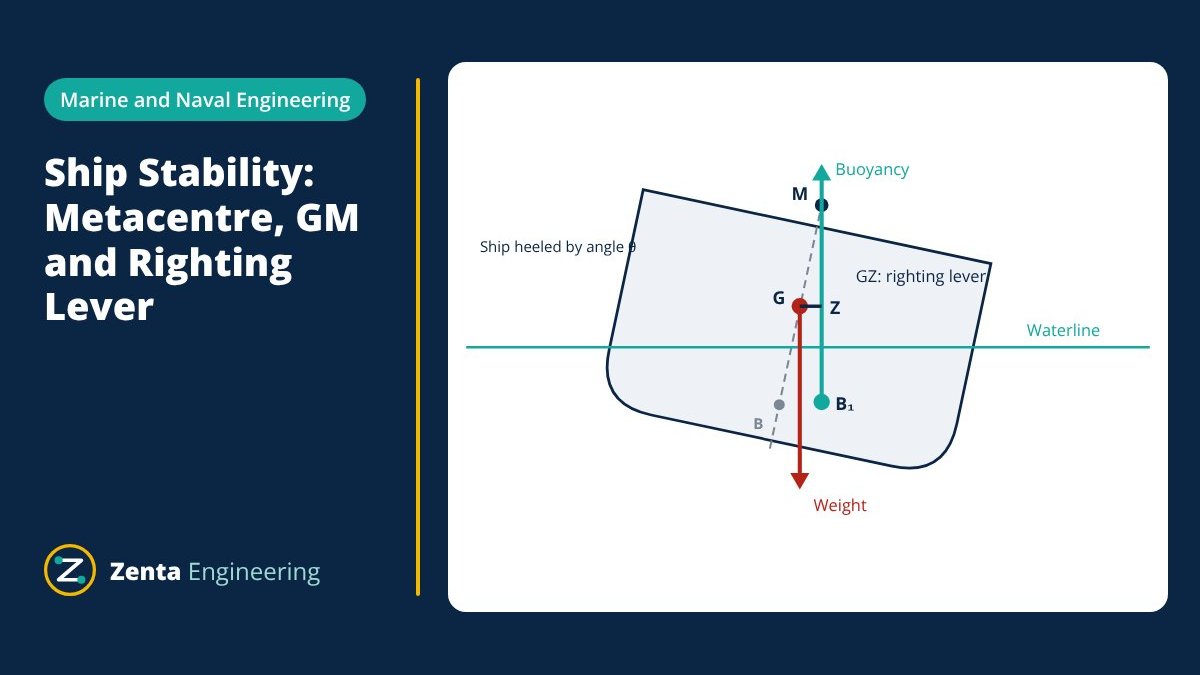 Marine and Naval Engineering
Ship Stability:
Metacentre, GM
and Righting
Lever
Zenta Engineering
Buoyancy
M
Ship heeled by angle θ
GZ: righting lever
G
Z
Waterline
B₁
B
Weight